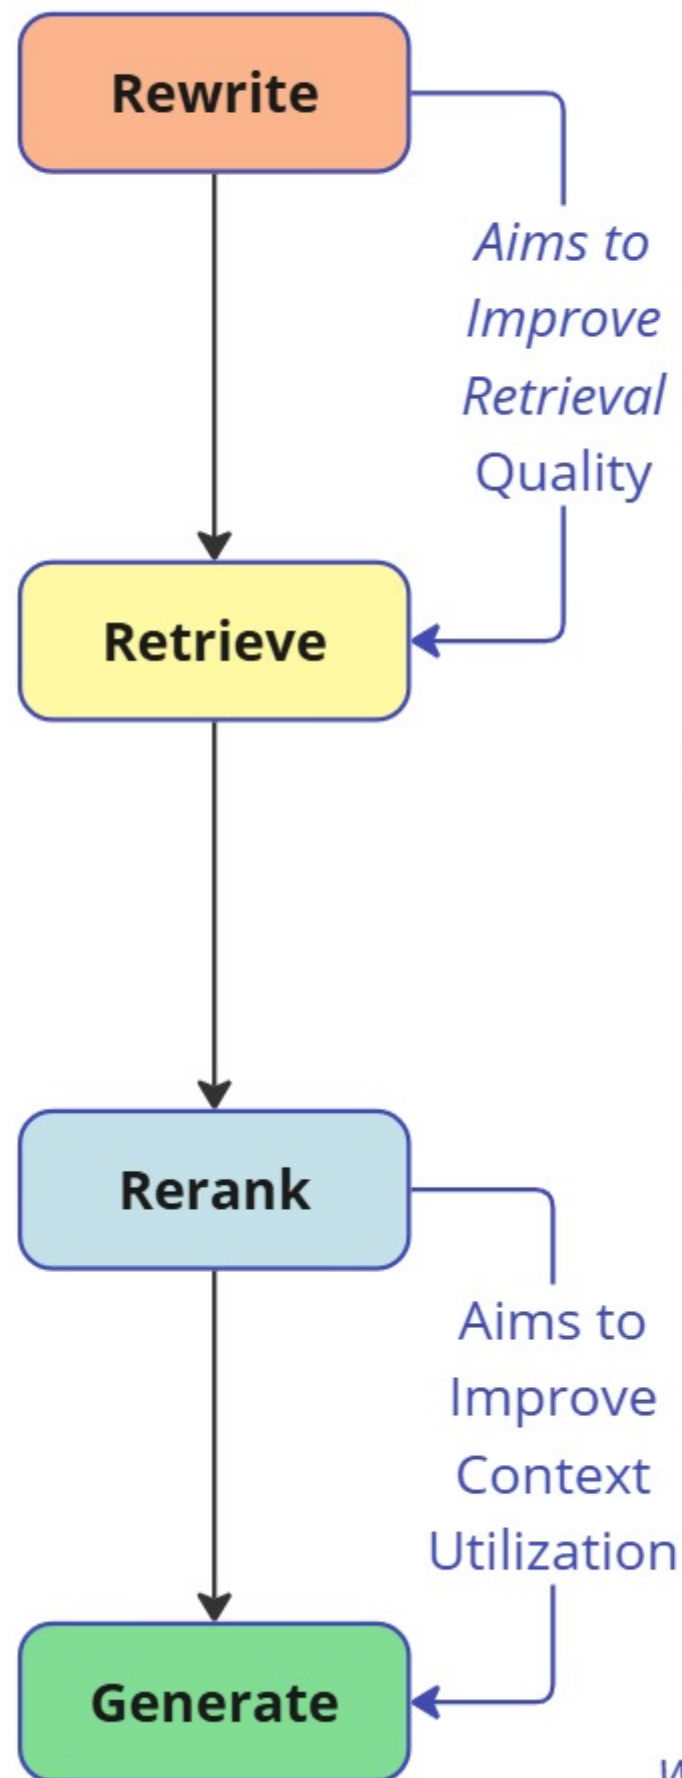 Rewrite
Aims to
Improve
Retrieval
Quality
Retrieve
Rerank
Aims to
Improve
Context
Utilization
Generate